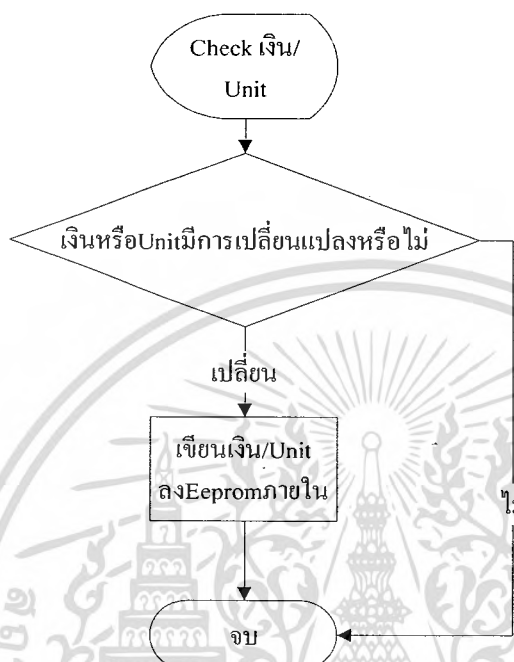 Check เงิน/
Unit
เงินหรือUnitมีการเปลี่ยนแปลงหรือไม่
เปลี่ยน
เขียนเงิน/Unit
ลงEepromภายใน
จบ